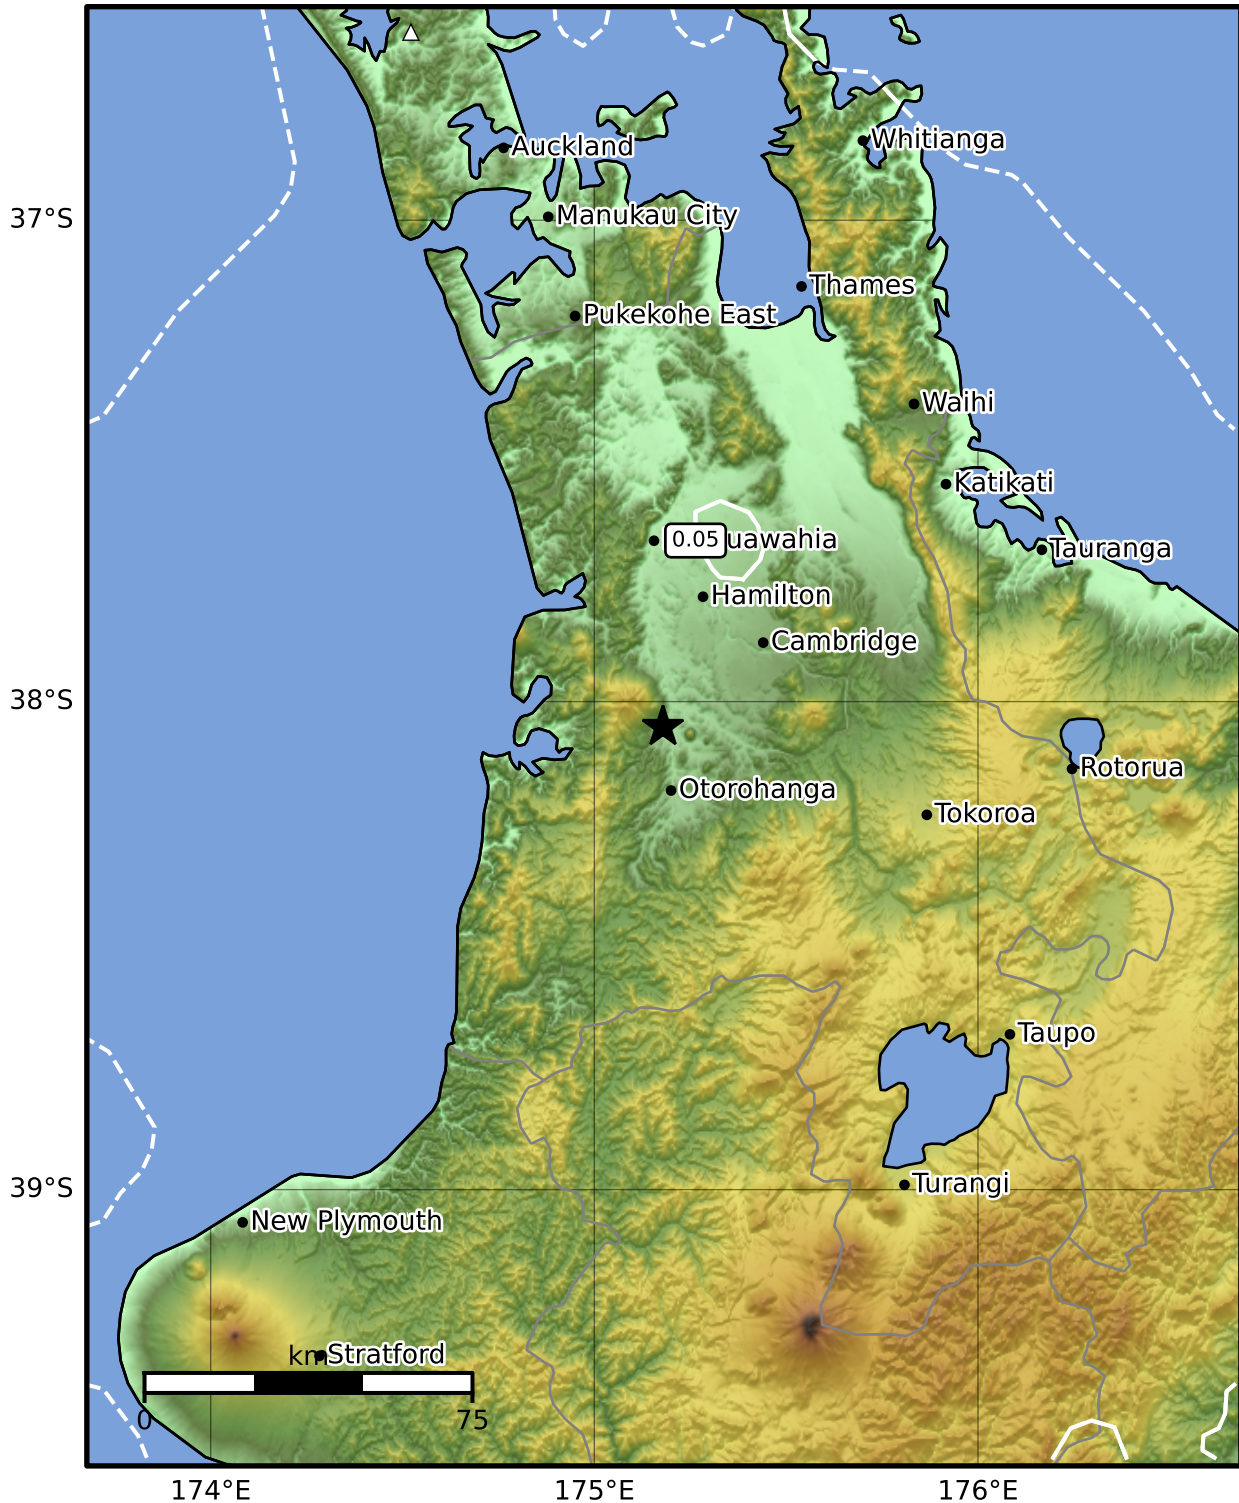 Auckland
Whitianga
37°S
Manukau City
Thames
Pukekohe East
Waihi
Katikati
0.05
uawahia
Tauranga
Hamilton
Cambridge
38°S
Rotorua
Otorohanga
Tokoroa
Taupo
39°S
Turangi
New Plymouth
km
Stratford
0
75
174°E
175°E
176°E